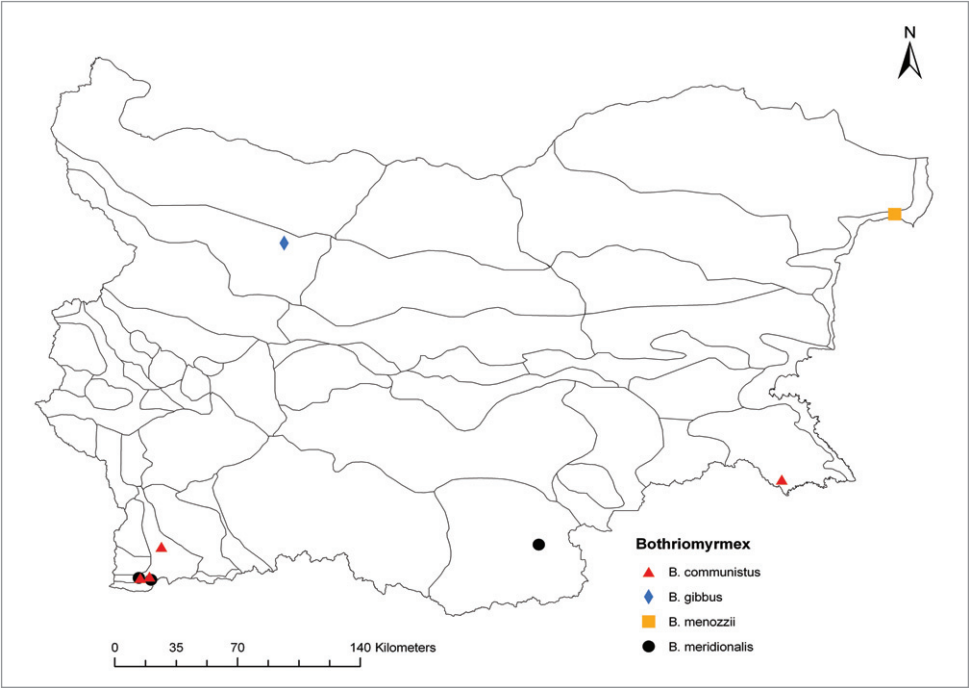 N
Bothriomyrmex
B. communistus
B. gibbus
B. menozzii
B. meridionalis
0 35 70 140 Kilometers